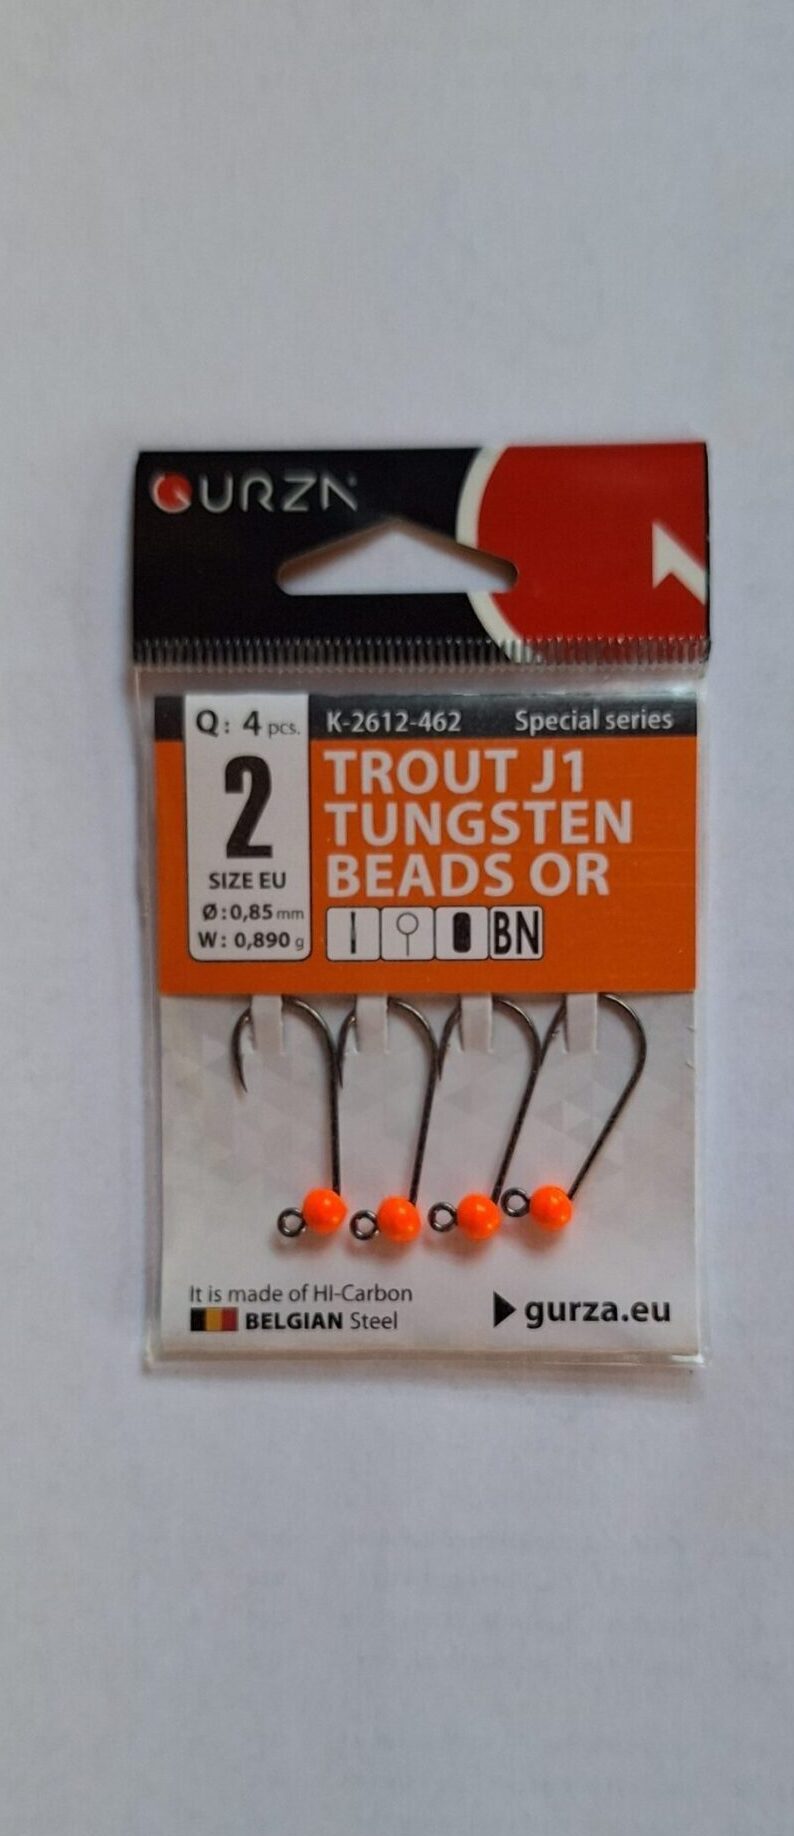 GURZA
Q: 4 pcs.
2
SIZE EU
Ø:0,85 mm
W: 0,890 g
K-2612-462 Special series
TROUT J1
TUNGSTEN
BEADS OR
BN
It is made of HI-Carbon
BELGIAN Steel
gurza.eu